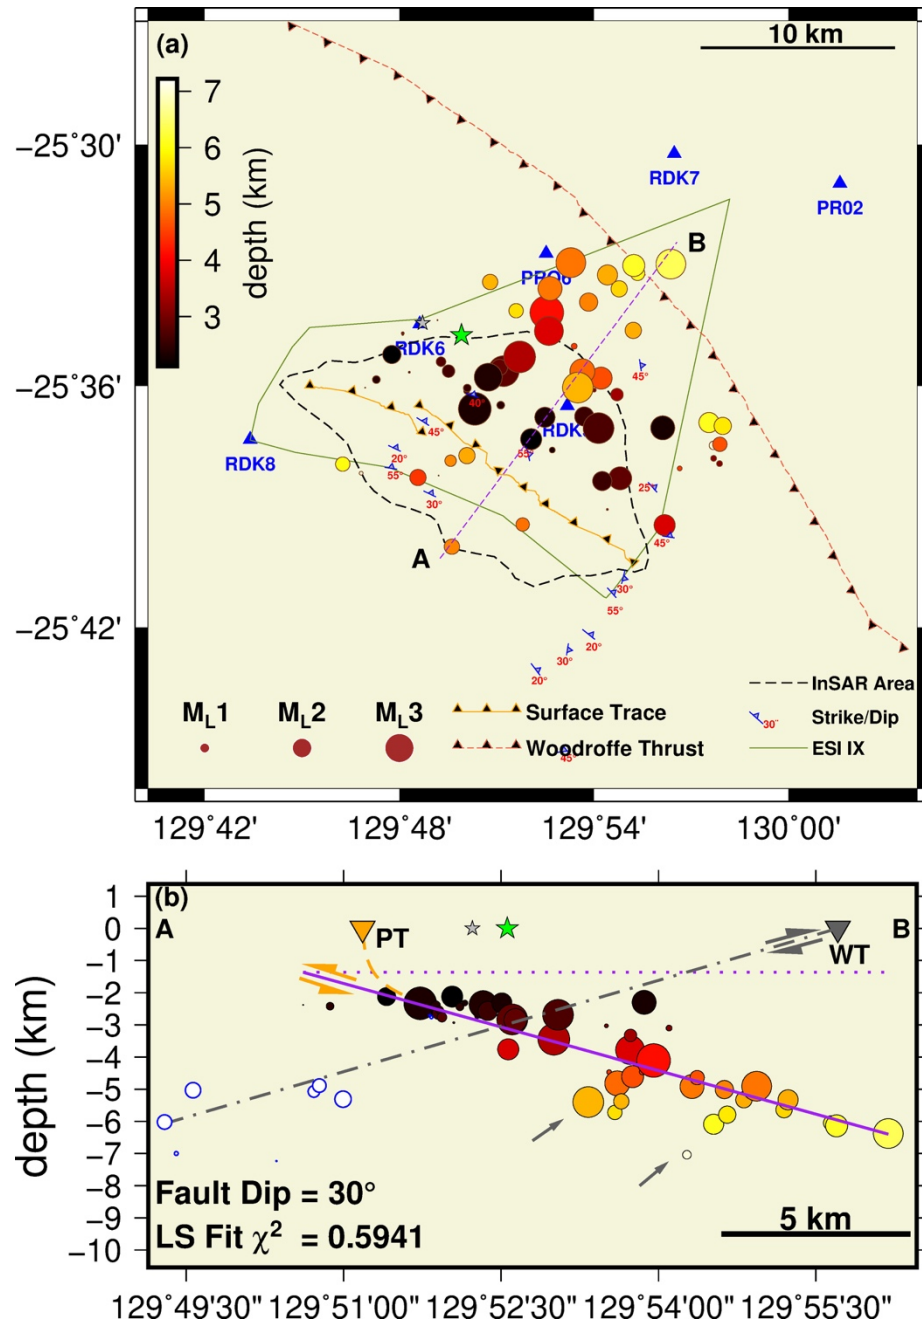 (a)
10 km
7
6
5
4
3
depth (km)
−25˚30'
−25˚36'
−25˚42'
RDK7
PR02
B
RDK6
RDK8
A
45°
40°
45°
20°
55°
30°
55°
25°
45°
30°
55°
20°
30°
20°
45°
M_L1
M_L2
M_L3
Surface Trace
Woodroffe Thrust
InSAR Area
30°
Strike/Dip
ESI IX
129˚42'
129˚48'
129˚54'
130˚00'
(b)
A
B
PT
WT
1
0
−1
−2
−3
−4
−5
−6
−7
−8
−9
−10
depth (km)
Fault Dip = 30°
LS Fit χ² = 0.5941
5 km
129˚49'30"
129˚51'00"
129˚52'30"
129˚54'00"
129˚55'30"